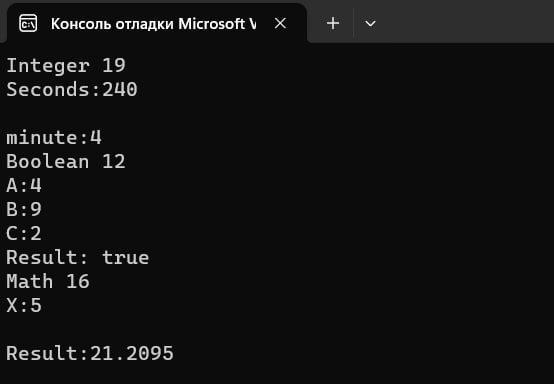 Консоль отладки Microsoft V
Integer 19
Seconds:240
minute:4
Boolean 12
A:4
B:9
C:2
Result: true
Math 16
X:5
Result:21.2095